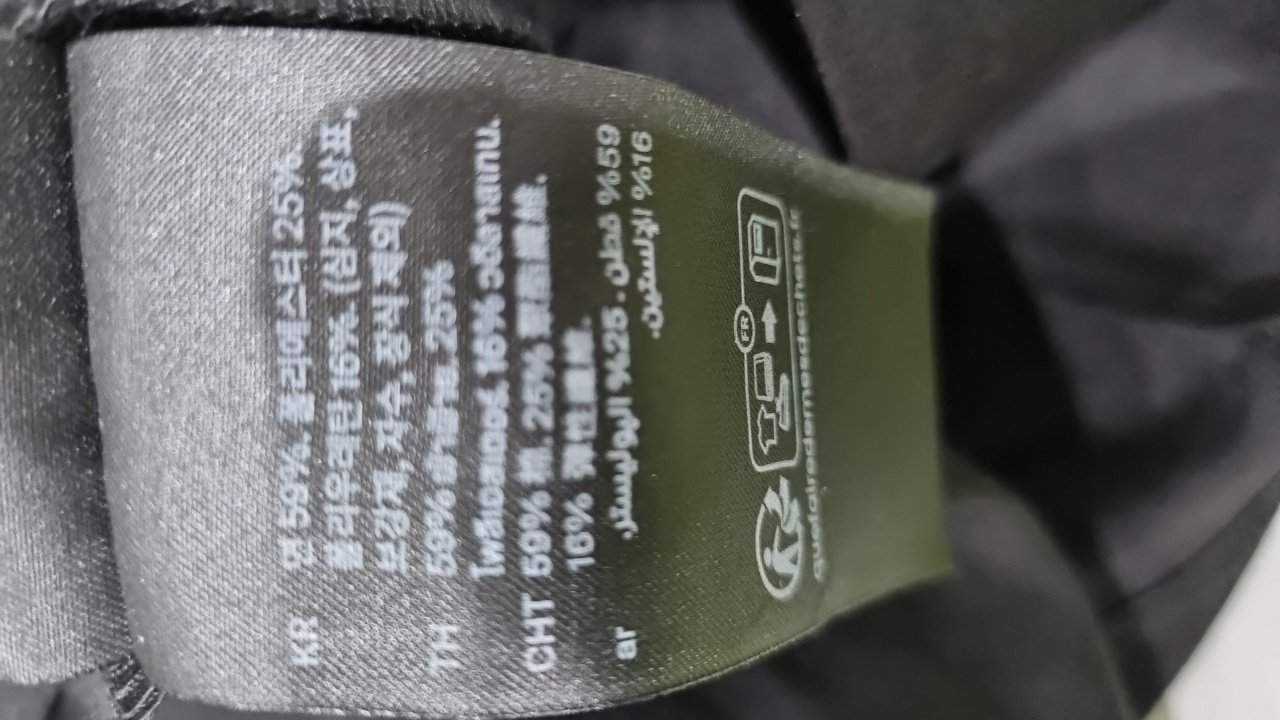 KR 면 59%. 폴리에스터 25%.
폴리우레탄 16% (심지, 상표,
보강제, 자수, 장식 제외)
TH 59% ฝ้าย. 25%
โพลีเอสเตอร์. 16% อีลาสเทน.
CHT 59% 棉. 25% 聚酯纖維.
16% 彈性纖維.
ar 59% قطن. 25% البوليستر.
16% الإلستين.
FR
quefairedemesdechets.fr